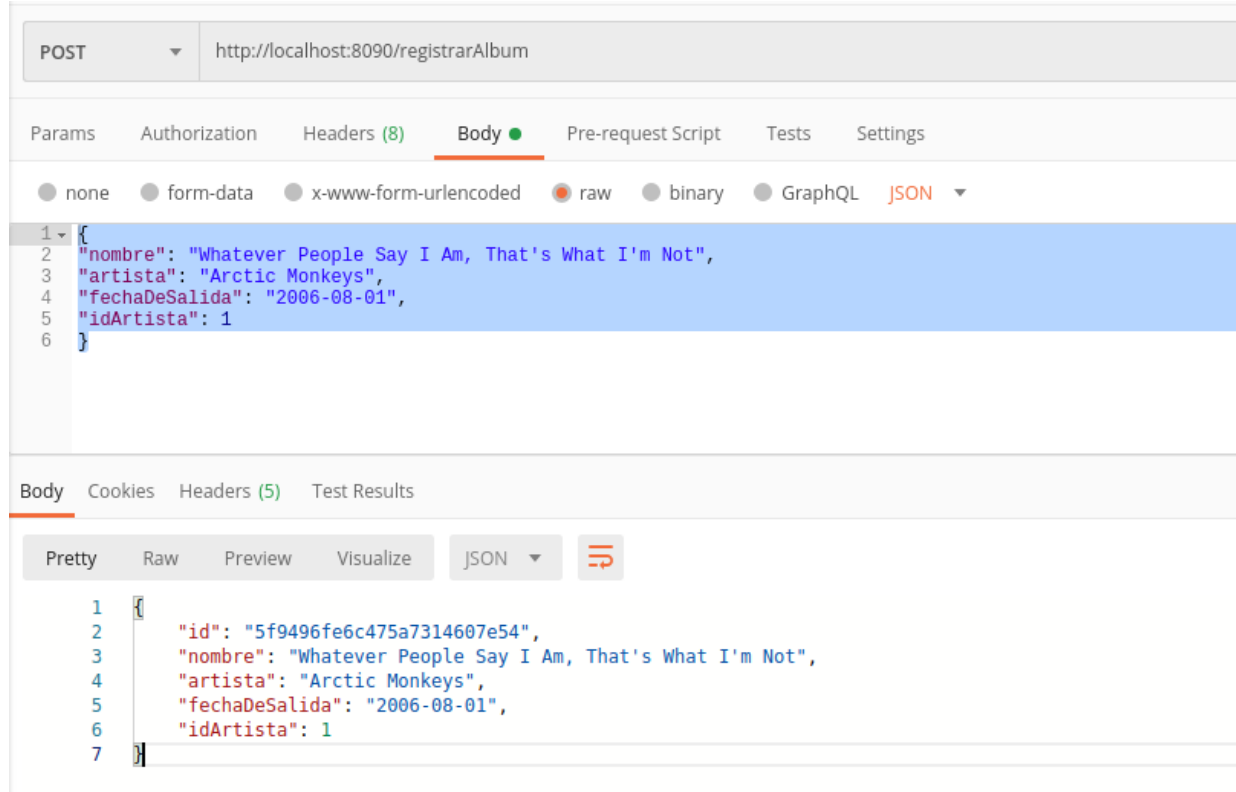 POST http://localhost:8090/registrarAlbum
Params Authorization Headers (8) Body Pre-request Script Tests Settings
none form-data x-www-form-urlencoded raw binary GraphQL JSON
1 {
2 "nombre": "Whatever People Say I Am, That's What I'm Not",
3 "artista": "Arctic Monkeys",
4 "fechaDeSalida": "2006-08-01",
5 "idArtista": 1
6 }
Body Cookies Headers (5) Test Results
Pretty Raw Preview Visualize JSON
1 {
2 "id": "5f9496fe6c475a7314607e54",
3 "nombre": "Whatever People Say I Am, That's What I'm Not",
4 "artista": "Arctic Monkeys",
5 "fechaDeSalida": "2006-08-01",
6 "idArtista": 1
7 }